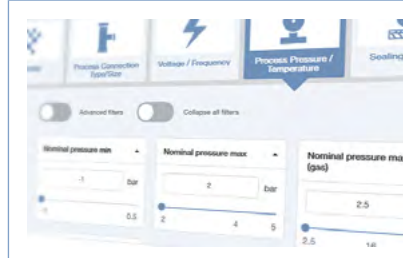 Process Connection
Type/Size
Voltage / Frequency
Process Pressure /
Temperature
Sealing
Advanced filters
Collapse all filters
Nominal pressure min
-1
bar
-1
0.5
Nominal pressure max
2
bar
2
4
5
Nominal pressure ma
(gas)
2.5
2.5
16